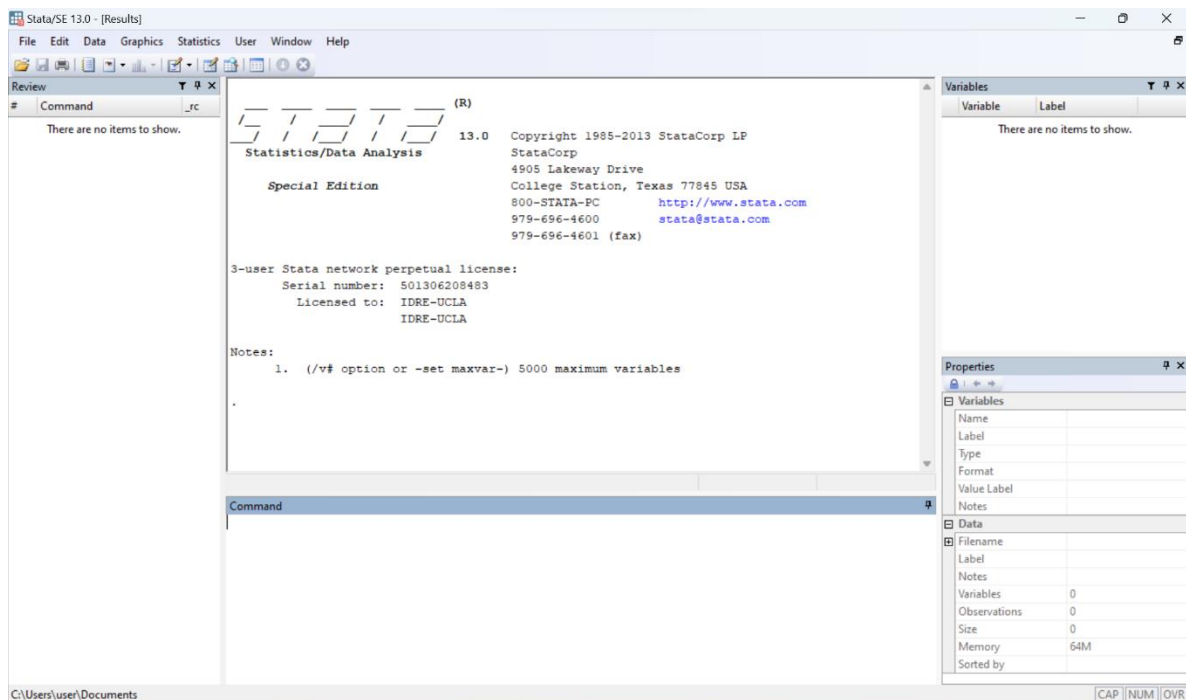 Stata/SE 13.0 - [Results]
File Edit Data Graphics Statistics User Window Help
Review
# Command _rc
There are no items to show.
(R)
STATA
13.0 Copyright 1985-2013 StataCorp LP
Statistics/Data Analysis StataCorp
4905 Lakeway Drive
Special Edition College Station, Texas 77845 USA
800-STATA-PC http://www.stata.com
979-696-4600 stata@stata.com
979-696-4601 (fax)
3-user Stata network perpetual license:
Serial number: 501306208483
Licensed to: IDRE-UCLA
IDRE-UCLA
Notes:
1. (/v# option or -set maxvar-) 5000 maximum variables
.
Command
Variables
Variable Label
There are no items to show.
Properties
Variables
Name
Label
Type
Format
Value Label
Notes
Data
Filename
Label
Notes
Variables 0
Observations 0
Size 0
Memory 64M
Sorted by
C:\Users\user\Documents
CAP NUM OVR